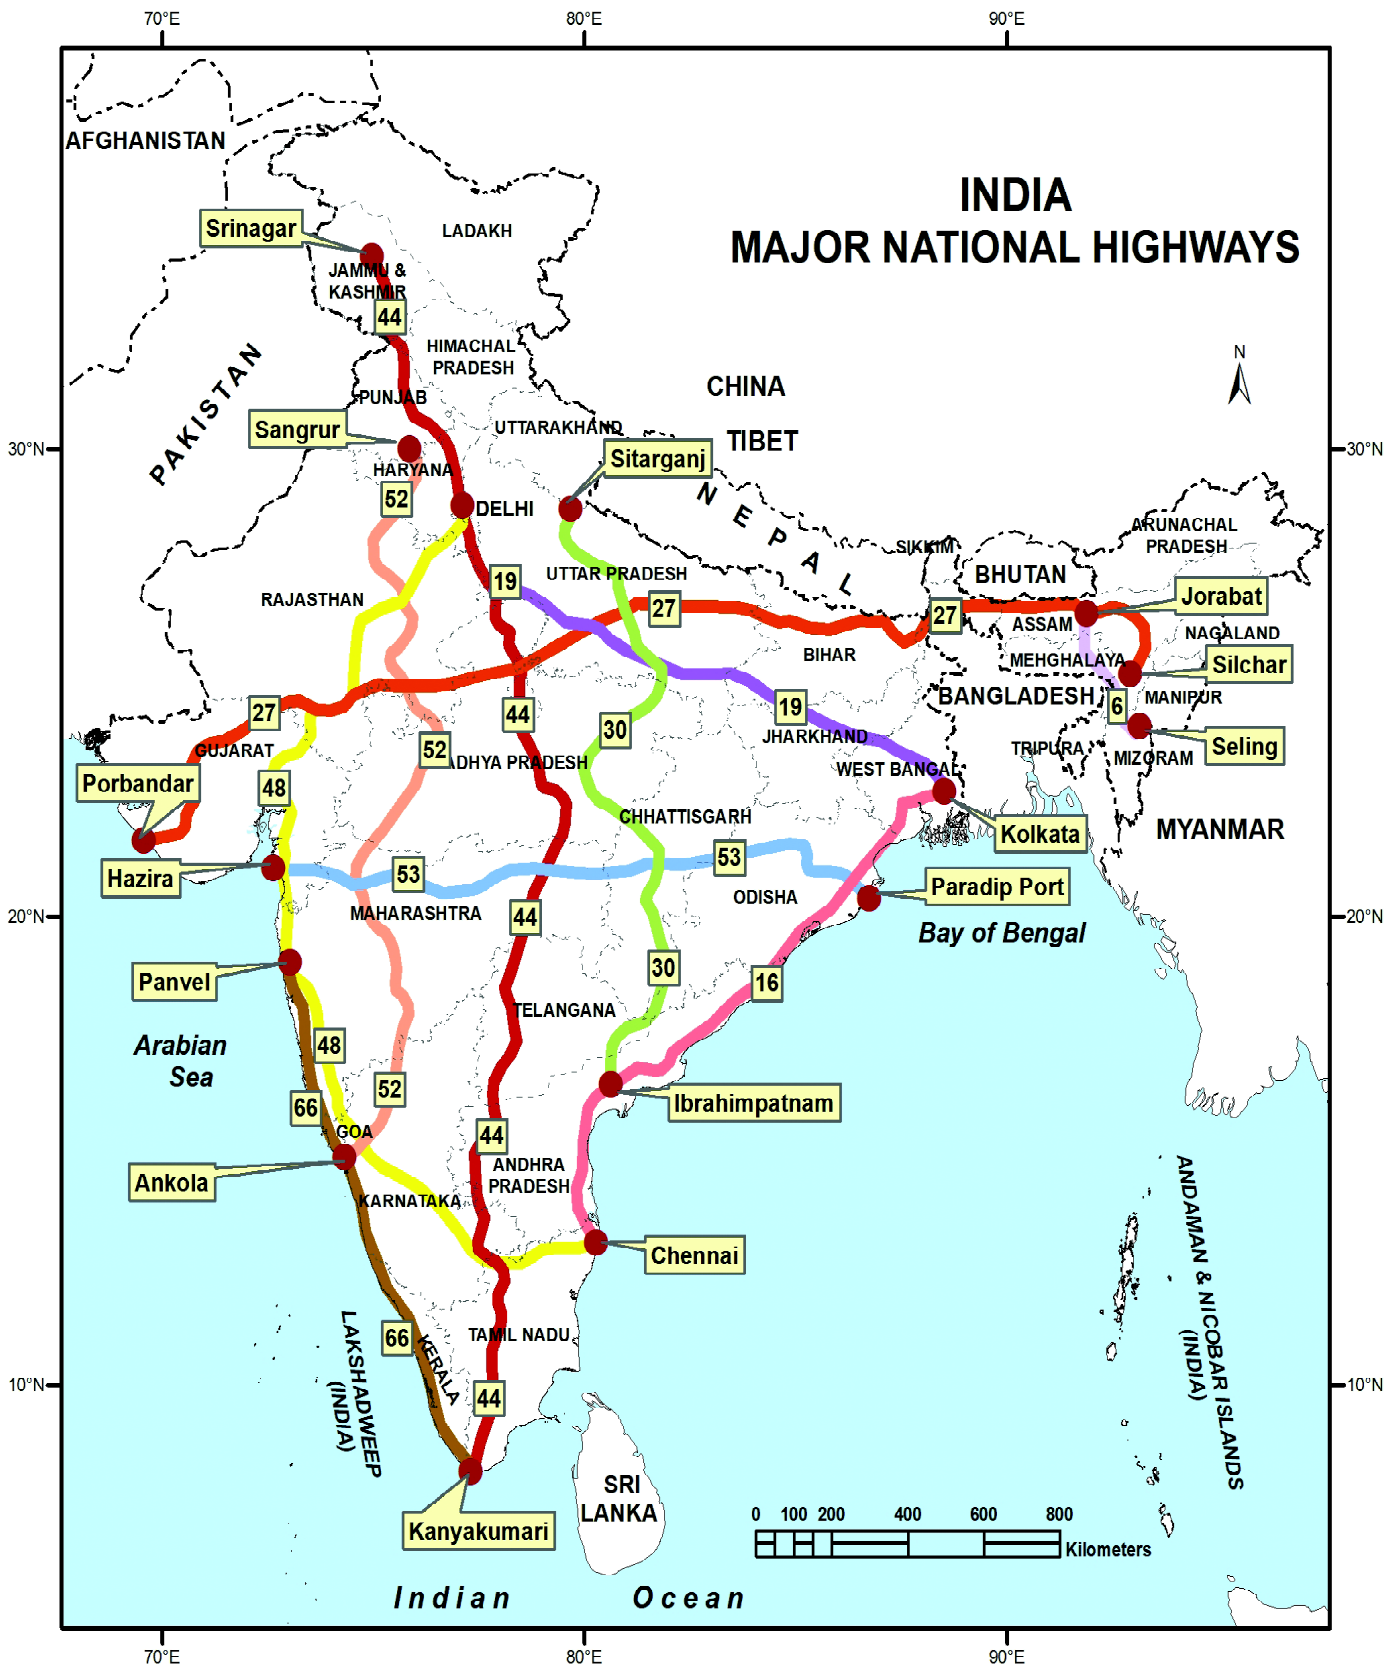 70°E
80°E
90°E
AFGHANISTAN
INDIA
MAJOR NATIONAL HIGHWAYS
LADAKH
Srinagar
JAMMU &
KASHMIR
44
HIMACHAL
PRADESH
PAKISTAN
N
CHINA
PUNJAB
Sangrur
UTTARAKHAND
TIBET
30°N
30°N
Sitarganj
HARYANA
52
NEPAL
DELHI
ARUNACHAL
PRADESH
SIKKIM
BHUTAN
19
UTTAR PRADESH
RAJASTHAN
27
27
Jorabat
ASSAM
NAGALAND
BIHAR
MEHGHALAYA
Silchar
BANGLADESH
MANIPUR
27
44
19
6
30
JHARKHAND
GUJARAT
52
ADHYA PRADESH
TRIPURA
MIZORAM
Seling
WEST BANGAL
Porbandar
48
CHHATTISGARH
Kolkata
MYANMAR
53
53
Hazira
ODISHA
Paradip Port
MAHARASHTRA
44
20°N
20°N
Bay of Bengal
30
Panvel
16
TELANGANA
Arabian
Sea
48
52
66
Ibrahimpatnam
GOA
44
Ankola
ANDHRA
PRADESH
KARNATAKA
Chennai
ANDAMAN & NICOBAR ISLANDS
(INDIA)
LAKSHADWEEP
(INDIA)
66
KERALA
TAMIL NADU
10°N
10°N
44
SRI
LANKA
Kanyakumari
0 100 200 400 600 800
Kilometers
Indian Ocean
70°E
80°E
90°E